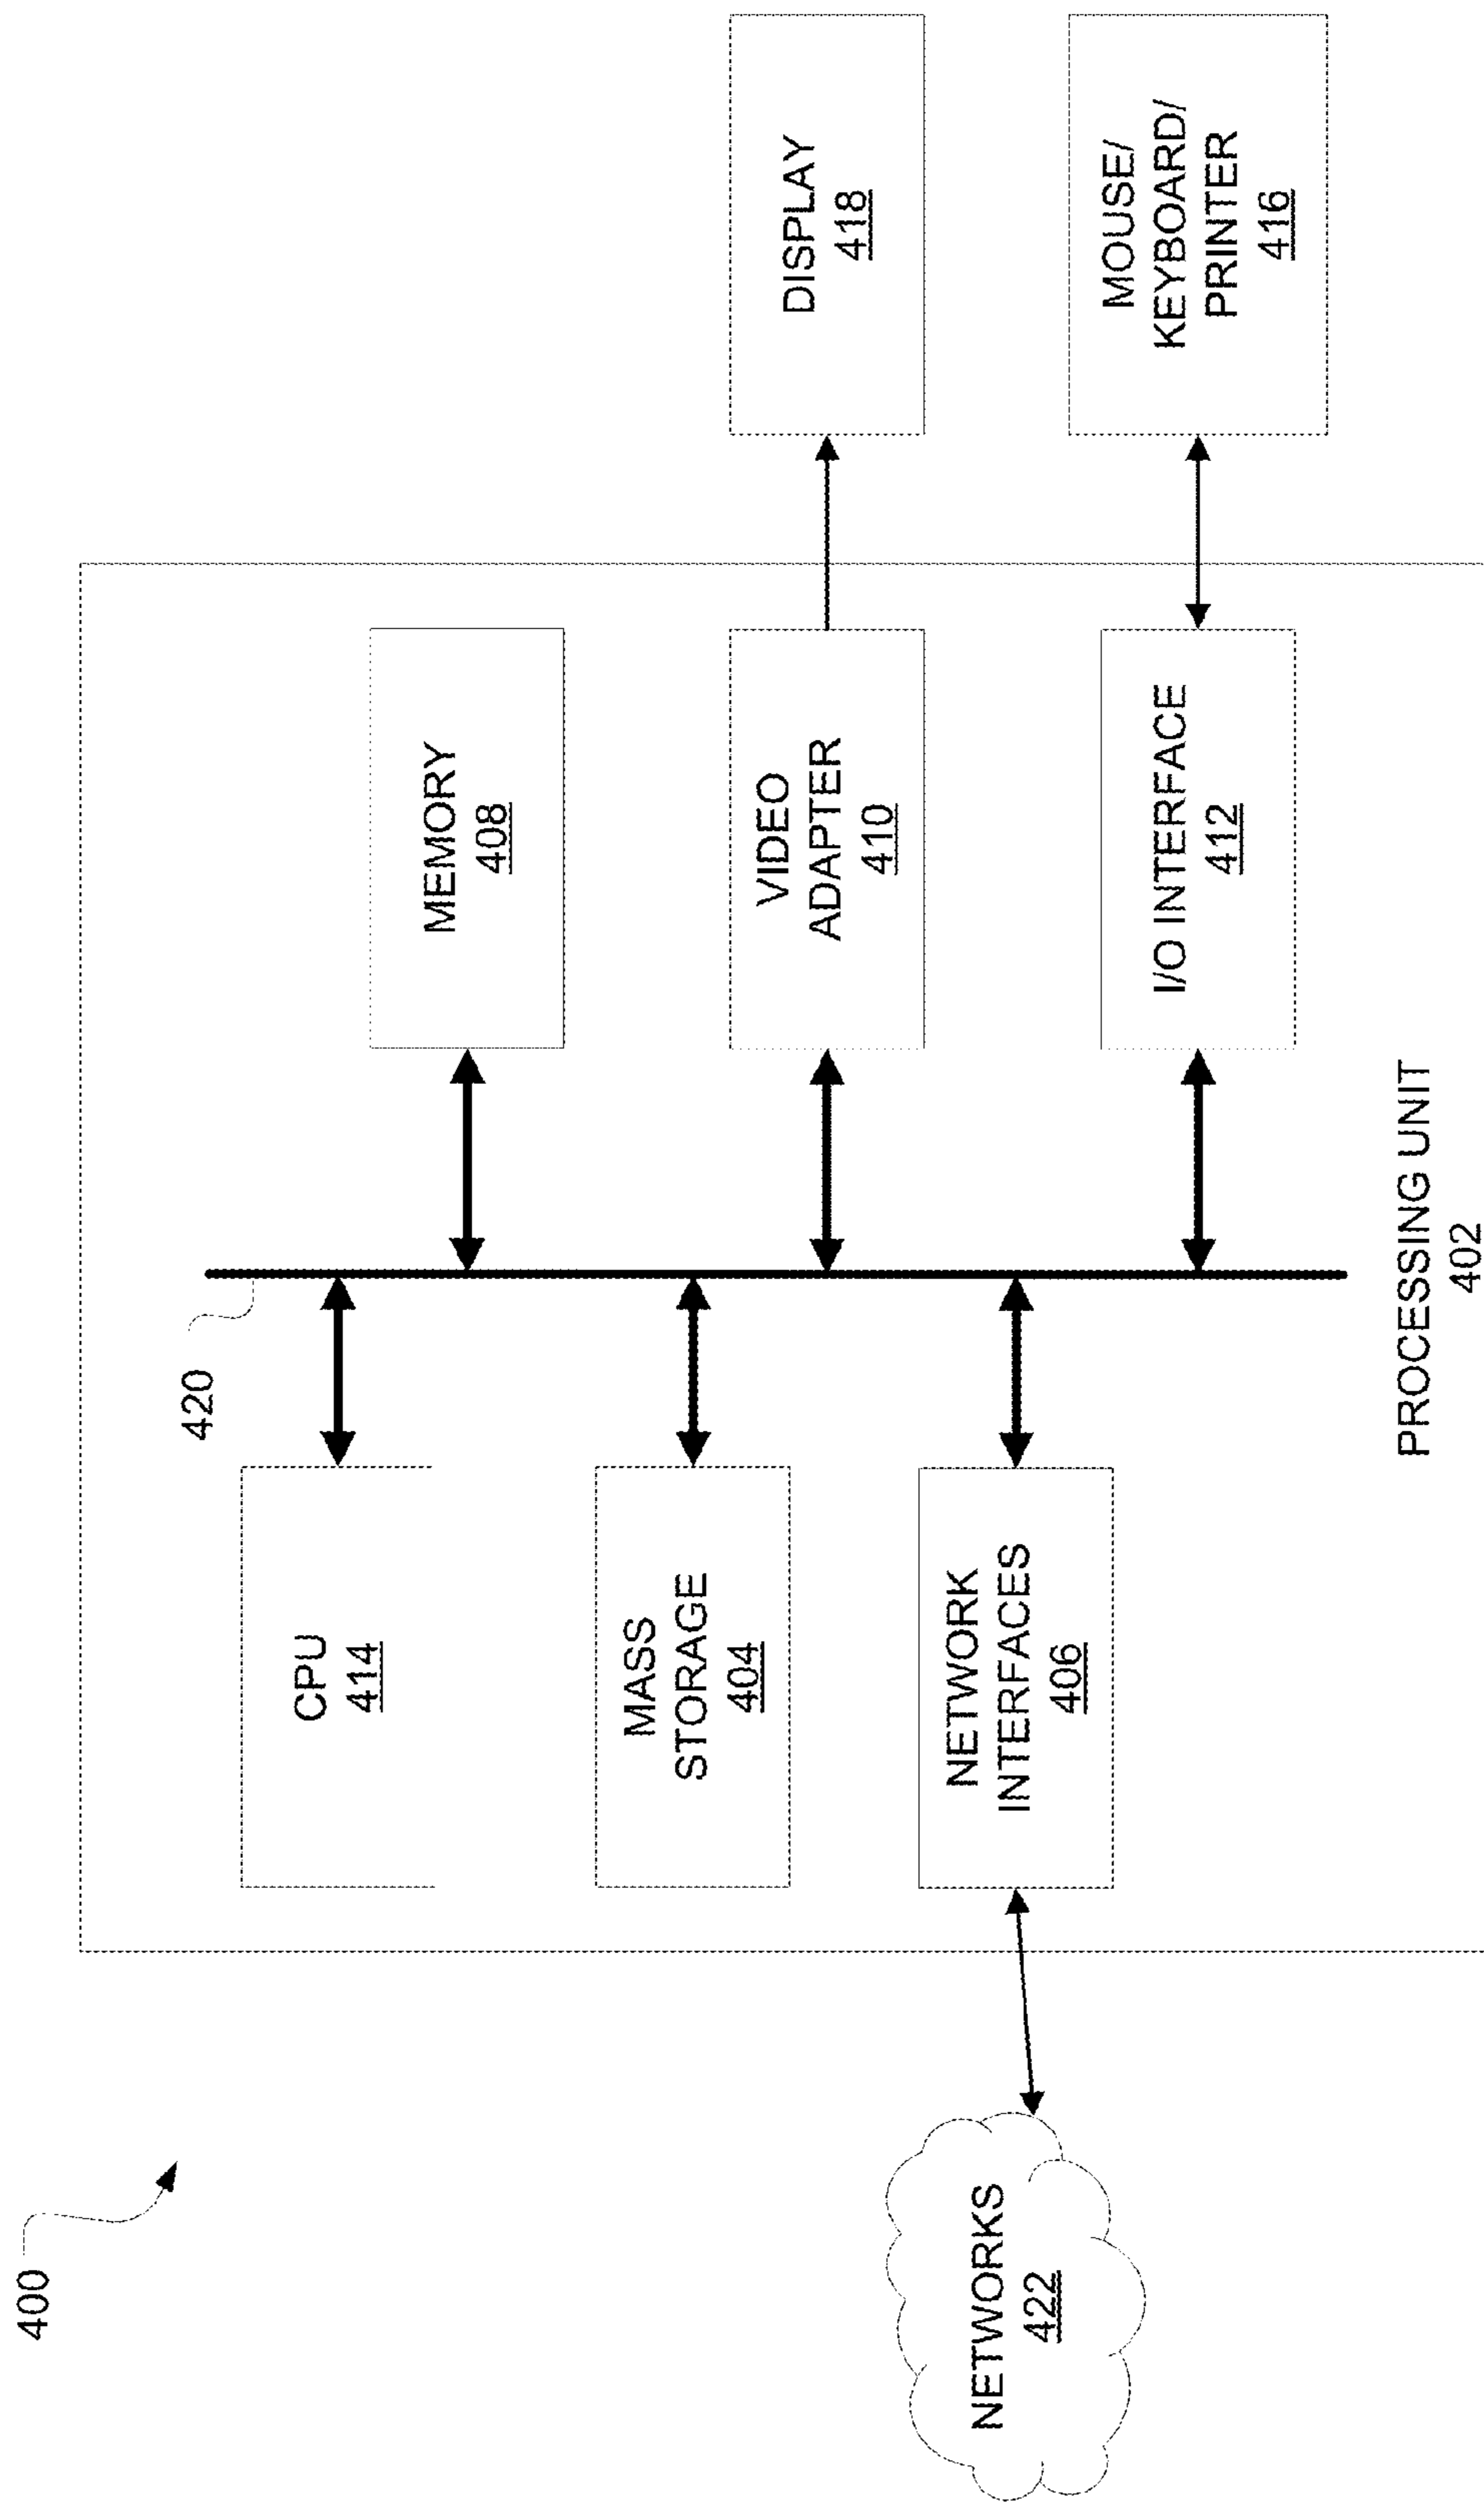 400
420
CPU
414
MEMORY
408
MASS
STORAGE
404
VIDEO
ADAPTER
410
DISPLAY
418
NETWORKS
422
NETWORK
INTERFACES
406
I/O INTERFACE
412
MOUSE/
KEYBOARD/
PRINTER
416
PROCESSING UNIT
402